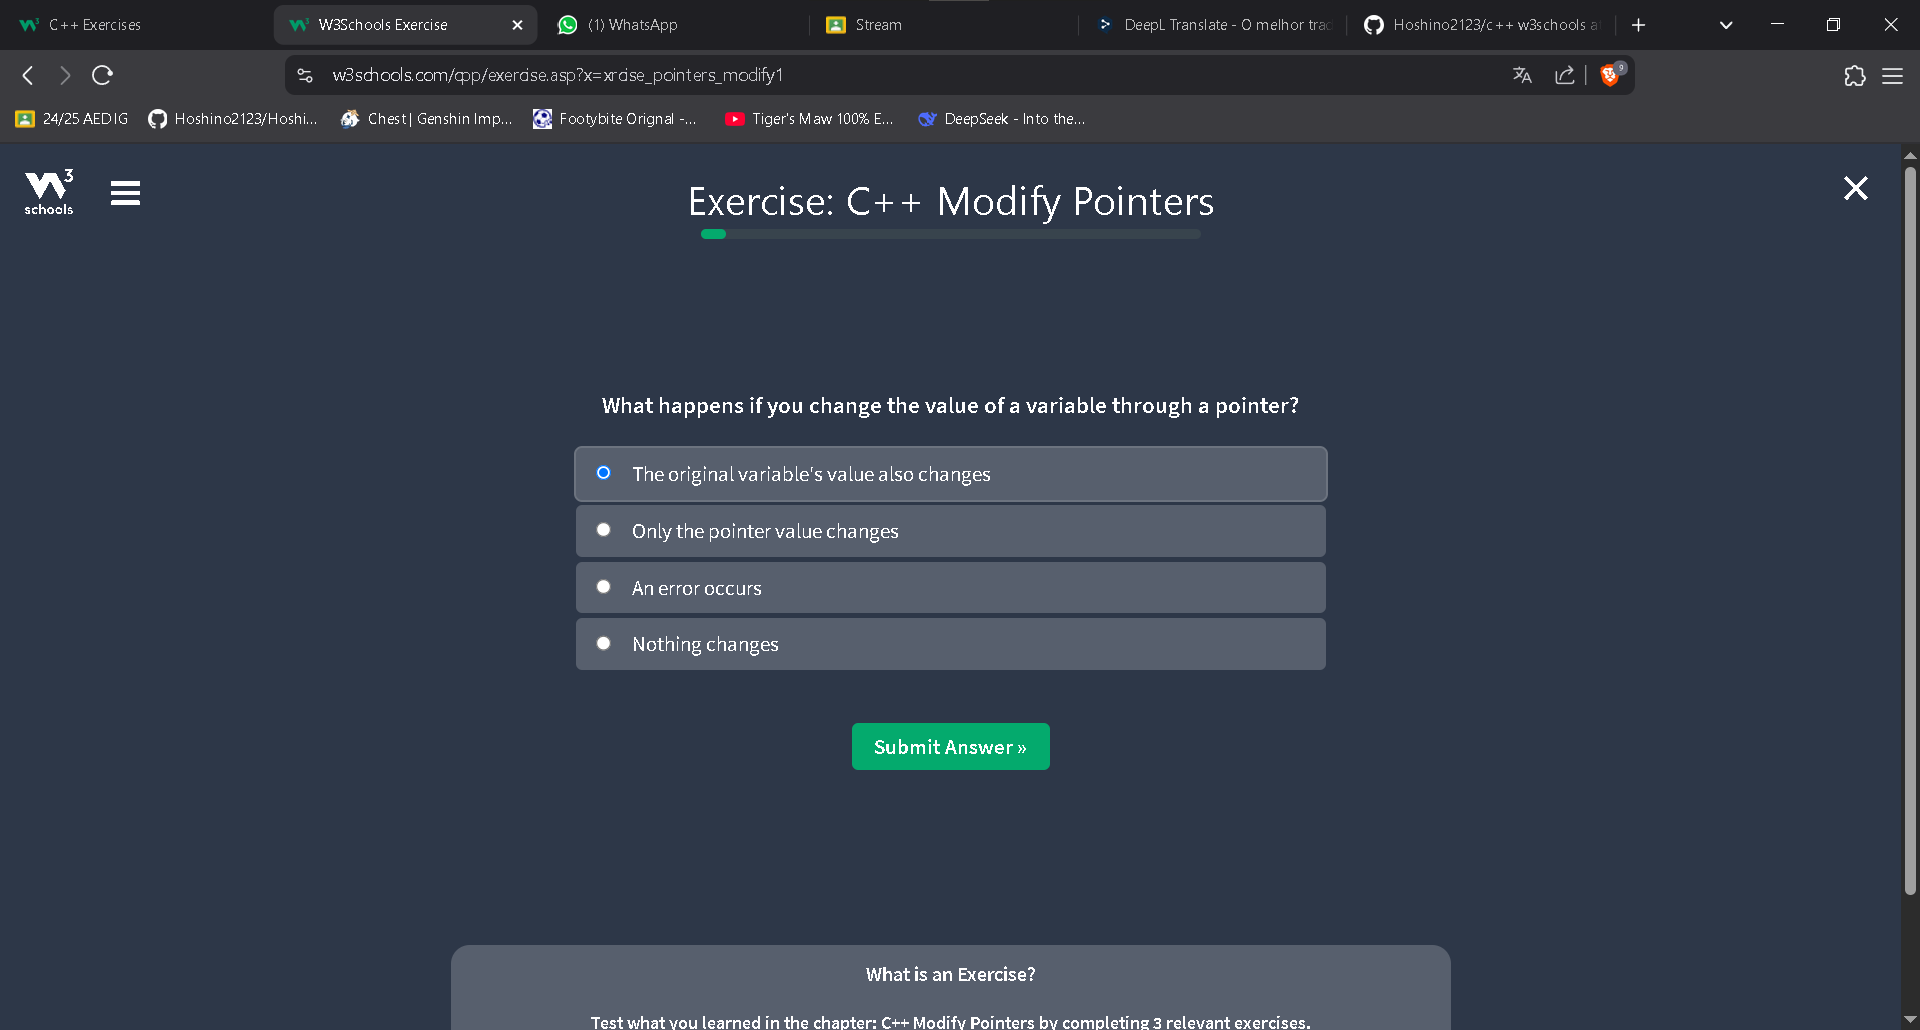 C++ Exercises
W3Schools Exercise
(1) WhatsApp
Stream
DeepL Translate - O melhor trac
Hoshino2123/c++ w3schools a
w3schools.com/cpp/exercise.asp?x=xrcise_pointers_modify1
9
24/25 AEDIG
Hoshino2123/Hoshi...
Chest | Genshin Imp...
Footybite Orignal -...
Tiger's Maw 100% E...
DeepSeek - Into the...
W3
schools
Exercise: C++ Modify Pointers
What happens if you change the value of a variable through a pointer?
The original variable's value also changes
Only the pointer value changes
An error occurs
Nothing changes
Submit Answer »
What is an Exercise?
Test what you learned in the chapter: C++ Modify Pointers by completing 3 relevant exercises.